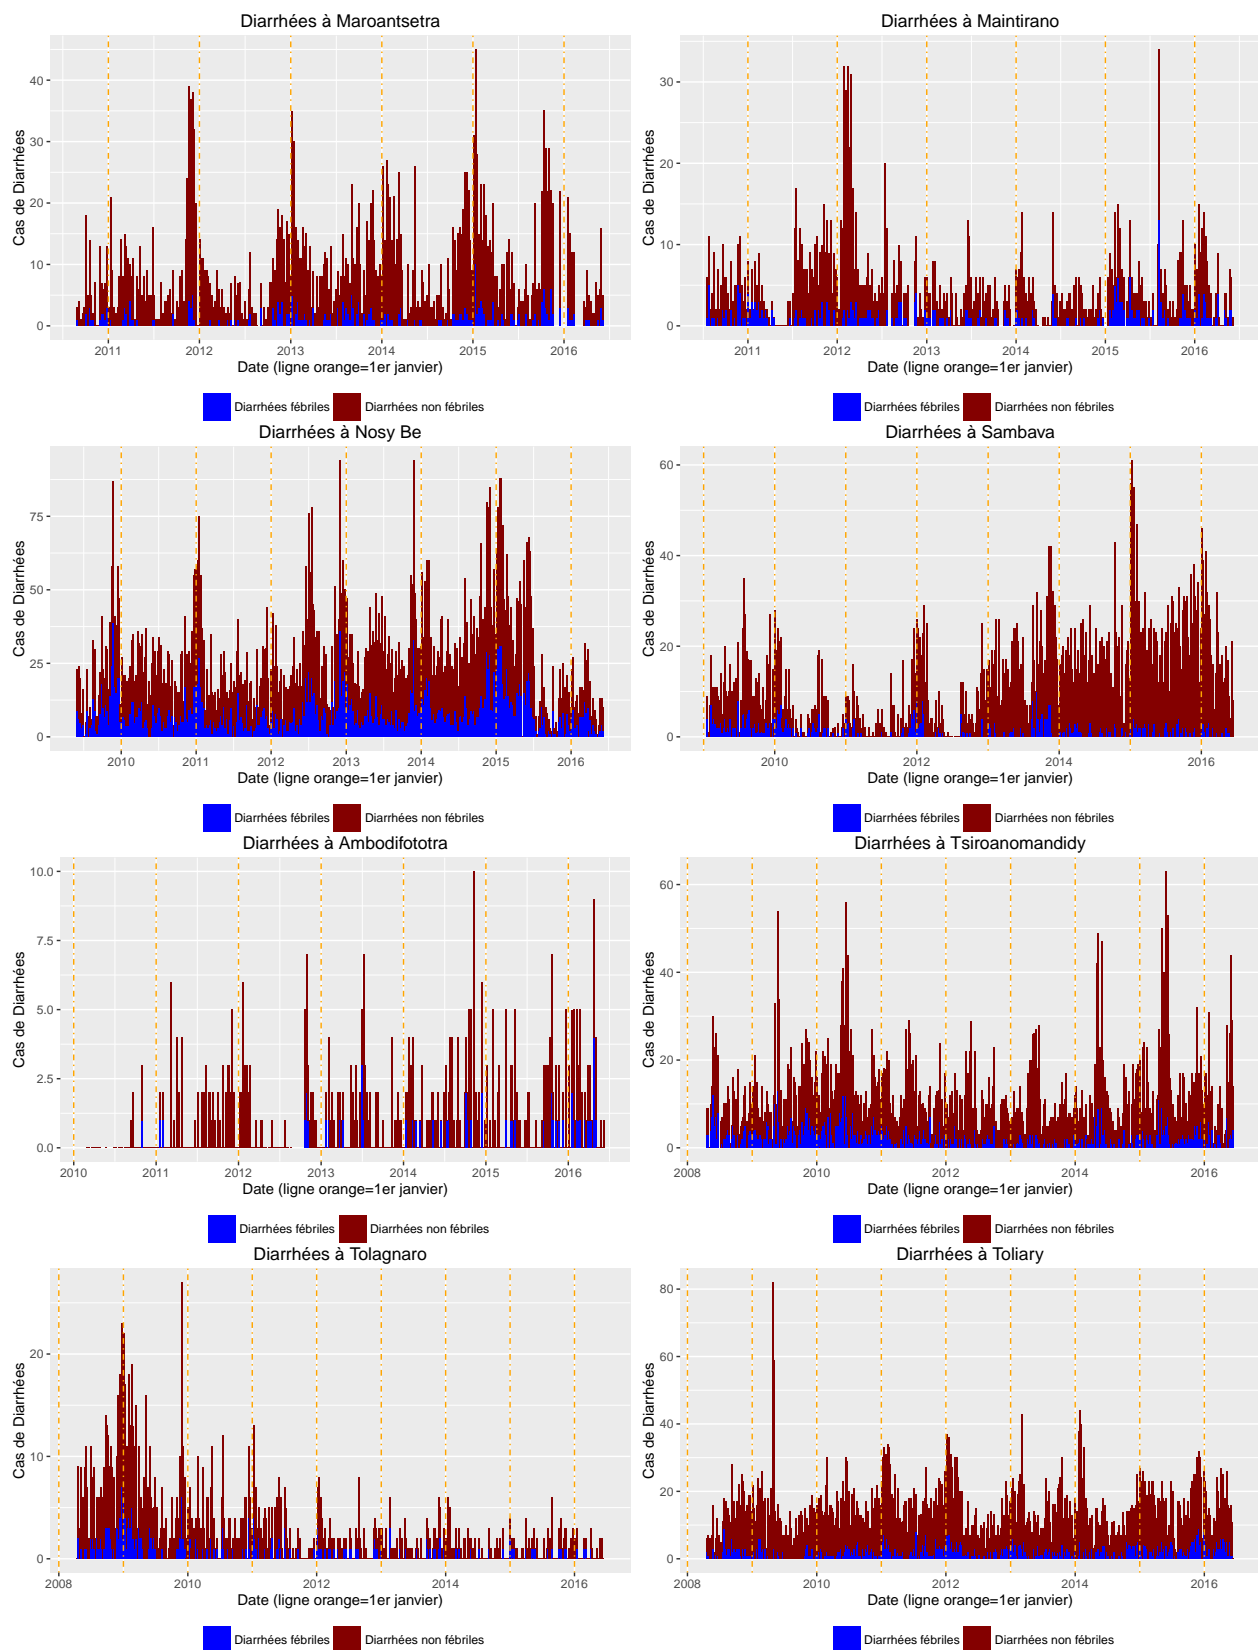 Diarrhées à Maroantsetra
Cas de Diarrhées
40
30
20
10
0
2011 2012 2013 2014 2015 2016
Date (ligne orange=1er janvier)
Diarrhées fébriles Diarrhées non fébriles
Diarrhées à Maintirano
Cas de Diarrhées
30
20
10
0
2011 2012 2013 2014 2015 2016
Date (ligne orange=1er janvier)
Diarrhées fébriles Diarrhées non fébriles
Diarrhées à Nosy Be
Cas de Diarrhées
75
50
25
0
2010 2011 2012 2013 2014 2015 2016
Date (ligne orange=1er janvier)
Diarrhées fébriles Diarrhées non fébriles
Diarrhées à Sambava
Cas de Diarrhées
60
40
20
0
2010 2012 2014 2016
Date (ligne orange=1er janvier)
Diarrhées fébriles Diarrhées non fébriles
Diarrhées à Ambodifototra
Cas de Diarrhées
10.0
7.5
5.0
2.5
0.0
2010 2011 2012 2013 2014 2015 2016
Date (ligne orange=1er janvier)
Diarrhées fébriles Diarrhées non fébriles
Diarrhées à Tsiroanomandidy
Cas de Diarrhées
60
40
20
0
2008 2010 2012 2014 2016
Date (ligne orange=1er janvier)
Diarrhées fébriles Diarrhées non fébriles
Diarrhées à Tolagnaro
Cas de Diarrhées
20
10
0
2008 2010 2012 2014 2016
Date (ligne orange=1er janvier)
Diarrhées fébriles Diarrhées non fébriles
Diarrhées à Toliary
Cas de Diarrhées
80
60
40
20
0
2008 2010 2012 2014 2016
Date (ligne orange=1er janvier)
Diarrhées fébriles Diarrhées non fébriles